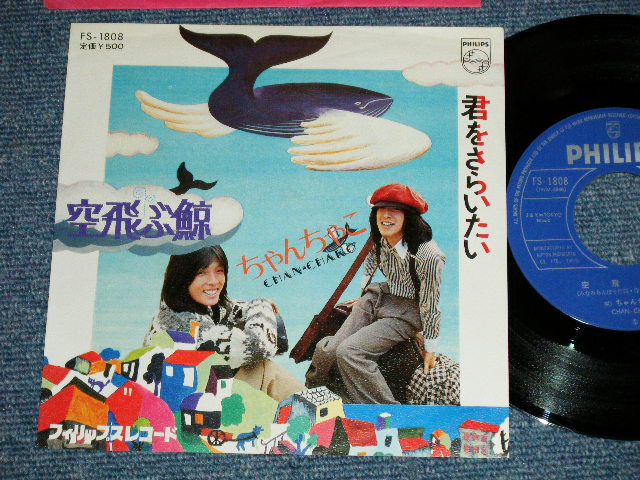 FS-1808
定価¥500
PHILIPS
君をさらいたい
空飛ぶ鯨
ちゃんちゃこ
CHAN-CHAKO
フィリップスレコード
PHILIPS
FS-1808
空 飛
ちゃん
CHAN-CH